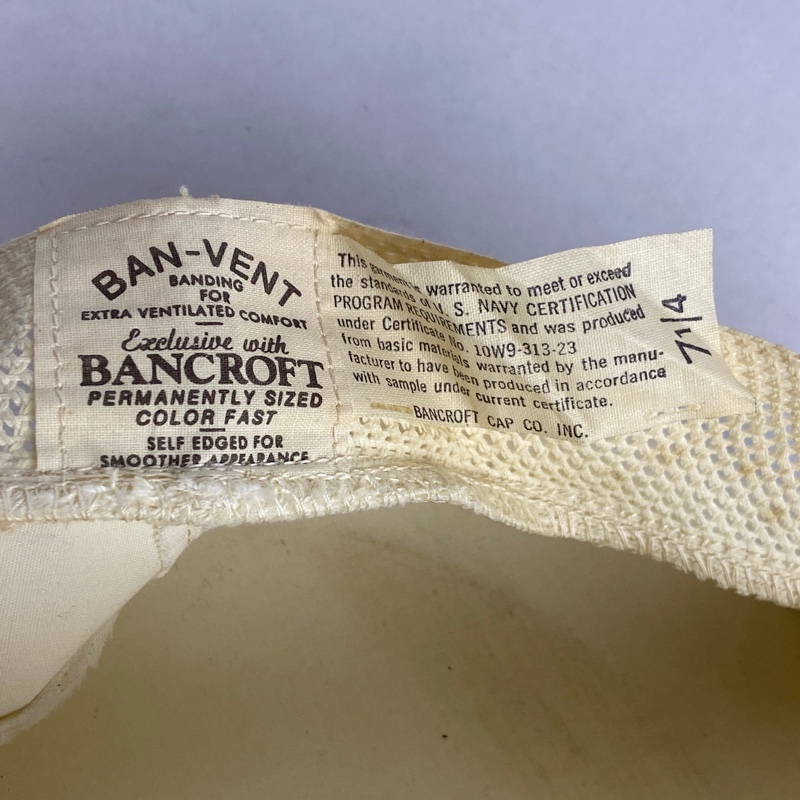 BAN-VENT
BANDING
FOR
EXTRA VENTILATED COMFORT
Exclusive with
BANCROFT
PERMANENTLY SIZED
COLOR FAST
SELF EDGED FOR
SMOOTHER APPEARANCE
This garment is warranted to meet or exceed
the standards of U. S. NAVY CERTIFICATION
PROGRAM REQUIREMENTS and was produced
under Certificate No. 10W9-313-23
from basic materials warranted by the manu-
facturer to have been produced in accordance
with sample under current certificate.
BANCROFT CAP CO. INC.
7 1/4